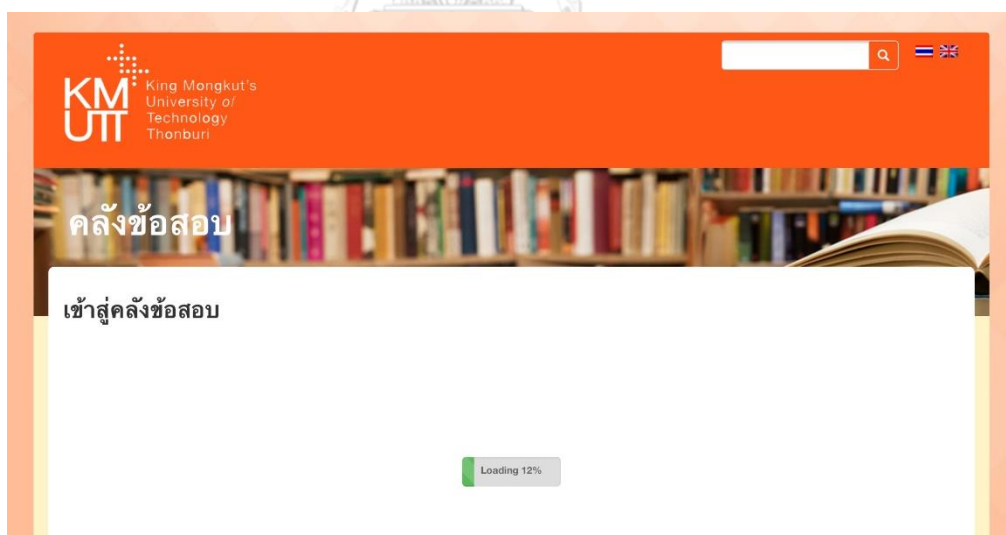 KM
UTT
King Mongkut's
University of
Technology
Thonburi
คลังข้อสอบ
เข้าสู่คลังข้อสอบ
Loading 12%